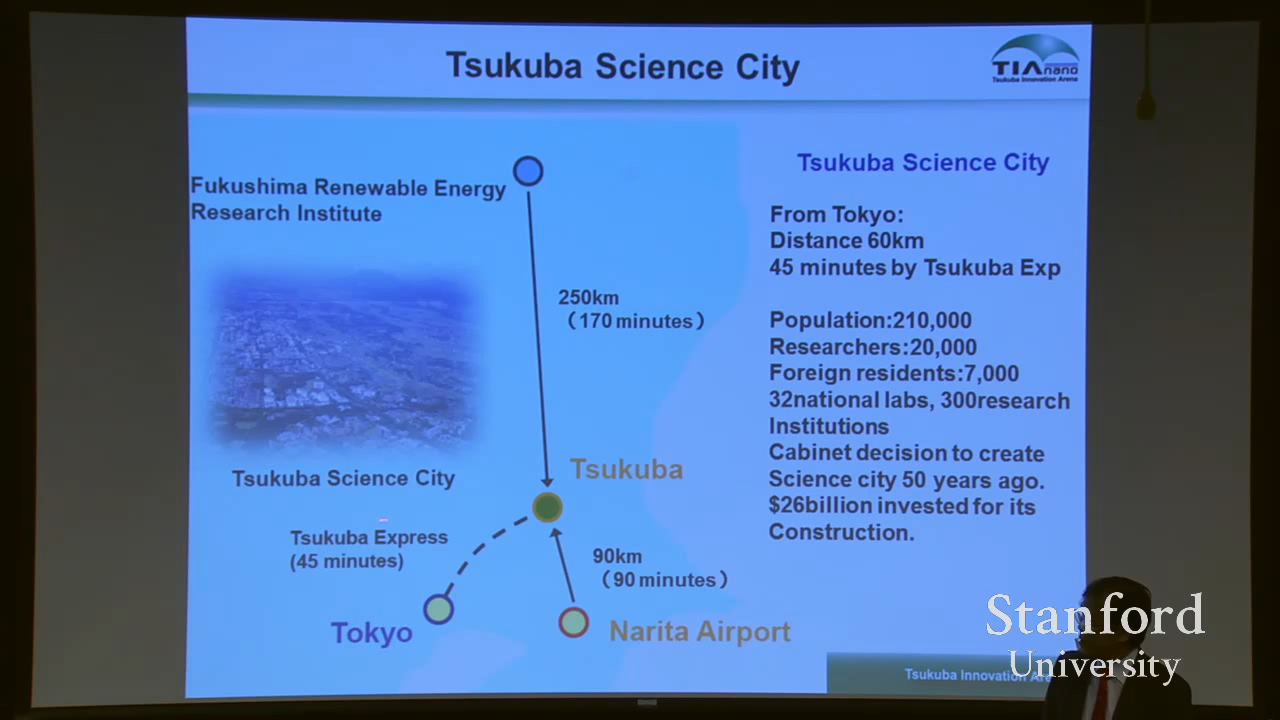 Tsukuba Science City
TIA nano
Tsukuba Innovation Arena
Fukushima Renewable Energy
Research Institute
250km
(170 minutes)
Tsukuba
Tsukuba Science City
Tsukuba Express
(45 minutes)
90km
(90 minutes)
Tokyo
Narita Airport
Tsukuba Science City
From Tokyo:
Distance 60km
45 minutes by Tsukuba Exp
Population:210,000
Researchers:20,000
Foreign residents:7,000
32national labs, 300research
Institutions
Cabinet decision to create
Science city 50 years ago.
$26billion invested for its
Construction.
Tsukuba Innovation Are
Stanford
University